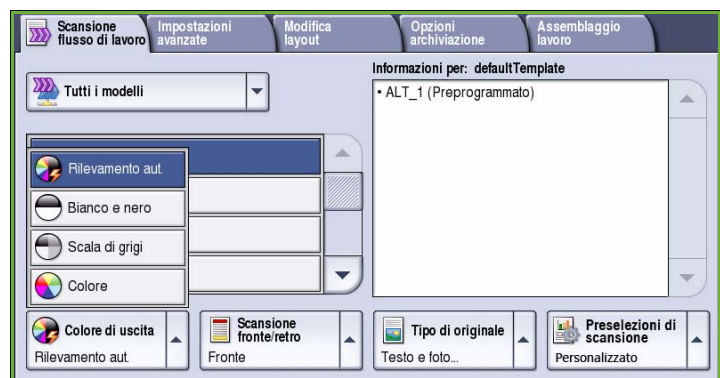 Scansione
flusso di lavoro
Impostazioni
avanzate
Modifica
layout
Opzioni
archiviazione
Assemblaggio
lavoro
Tutti i modelli
Informazioni per: defaultTemplate
• ALT_1 (Preprogrammato)
Rilevamento aut.
Bianco e nero
Scala di grigi
Colore
Colore di uscita
Rilevamento aut.
Scansione
fronte/retro
Fronte
Tipo di originale
Testo e foto...
Preselezioni di
scansione
Personalizzato